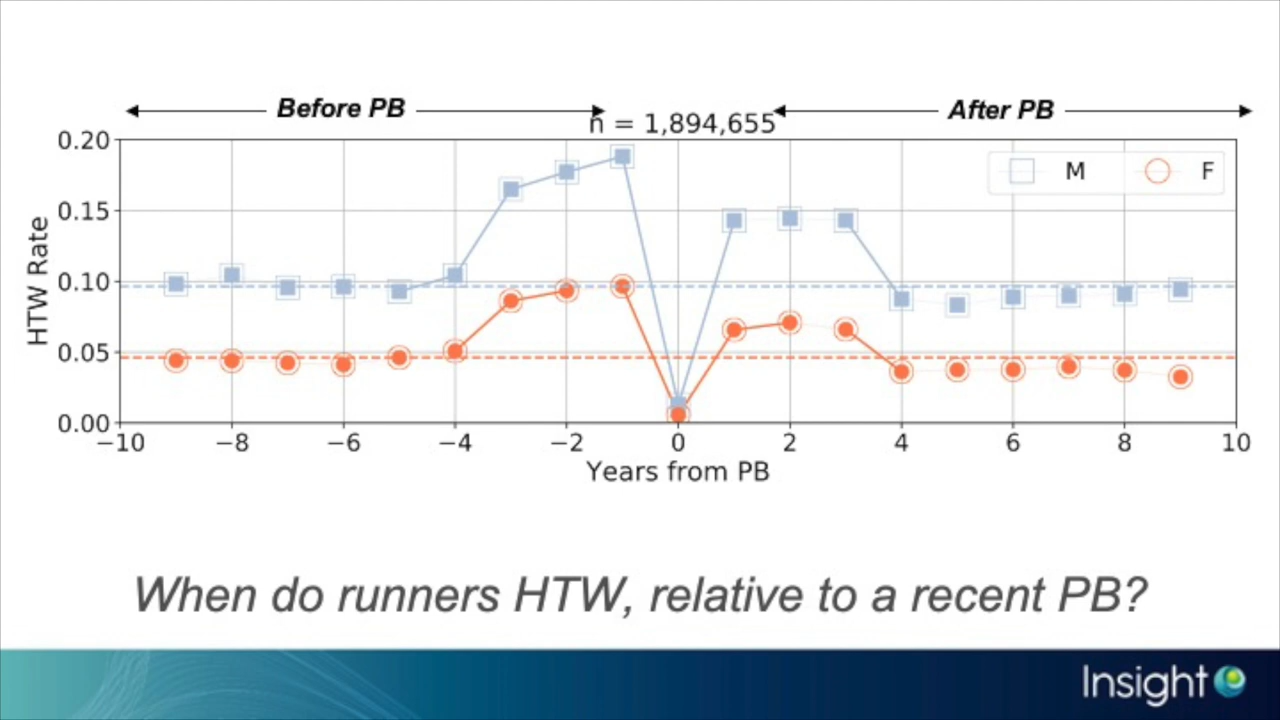 Before PB
After PB
n = 1,894,655
M
F
0.20
0.15
0.10
0.05
0.00
HTW Rate
−10
−8
−6
−4
−2
0
2
4
6
8
10
Years from PB
When do runners HTW, relative to a recent PB?
Insight